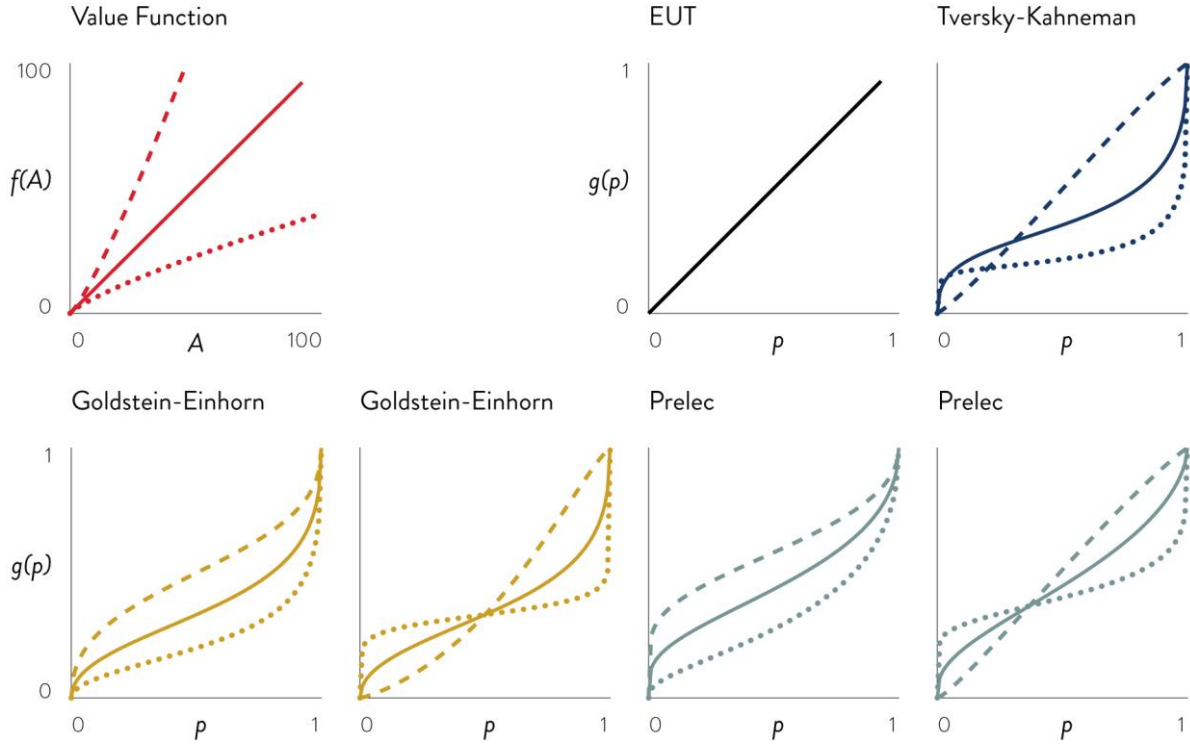 Value Function
EUT
Tversky-Kahneman
100
f(A)
0
0
A
100
1
g(p)
0
0
p
1
0
p
1
Goldstein-Einhorn
Goldstein-Einhorn
Prelec
Prelec
1
g(p)
0
0
p
1
0
p
1
0
p
1
0
p
1